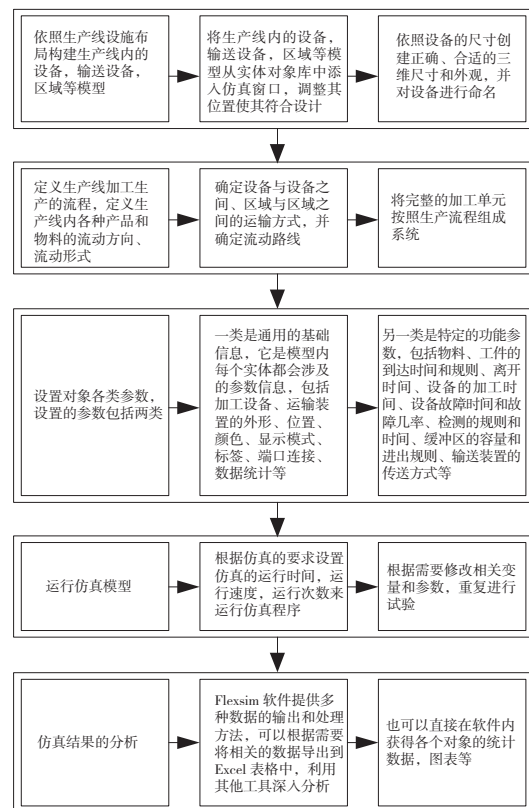 依照生产线设施布
局构建生产线内的
设备，输送设备，
区域等模型
将生产线内的设备，
输送设备，区域等模
型从实体对象库中添
入仿真窗口，调整其
位置使其符合设计
依照设备的尺寸创
建正确、合适的三
维尺寸和外观，并
对设备进行命名
定义生产线加工生
产的流程，定义生
产线内各种产品和
物料的流动方向、
流动形式
确定设备与设备之
间、区域与区域之
间的运输方式，并
确定流动路线
将完整的加工单元
按照生产流程组成
系统
设置对象各类参数，
设置的参数包括两类
一类是通用的基础
信息，它是模型内
每个实体都会涉及
的参数信息，包括
加工设备、运输装
置的外形、位置、
颜色、显示模式、
标签、端口连接、
数据统计等
另一类是特定的功能参
数，包括物料、工件的
到达时间和规则、离开
时间、设备的加工时
间、设备故障时间和故
障几率、检测的规则和
时间、缓冲区的容量和
进出规则、输送装置的
传送方式等
运行仿真模型
根据仿真的要求设置
仿真的运行时间，运
行速度，运行次数来
运行仿真程序
根据需要修改相关变
量和参数，重复进行
试验
仿真结果的分析
Flexsim 软件提供多
种数据的输出和处理
方法，可以根据需要
将相关的数据导出到
Excel 表格中，利用
其他工具深入分析
也可以直接在软件内
获得各个对象的统计
数据，图表等